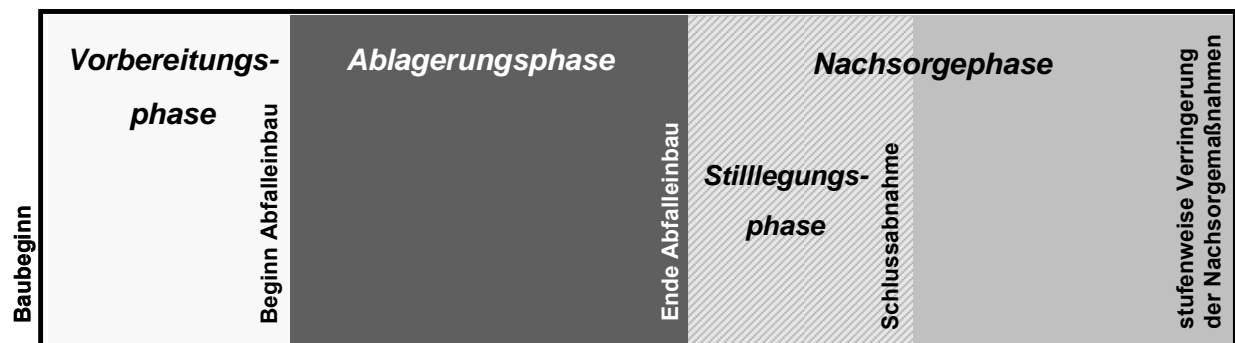 Baubeginn
Vorbereitungs-
phase
Beginn Abfalleinbau
Ablagerungsphase
Ende Abfalleinbau
Nachsorgephase
Stilllegungs-
phase
Schlussabnahme
stufenweise Verringerung
der Nachsorgemaßnahmen